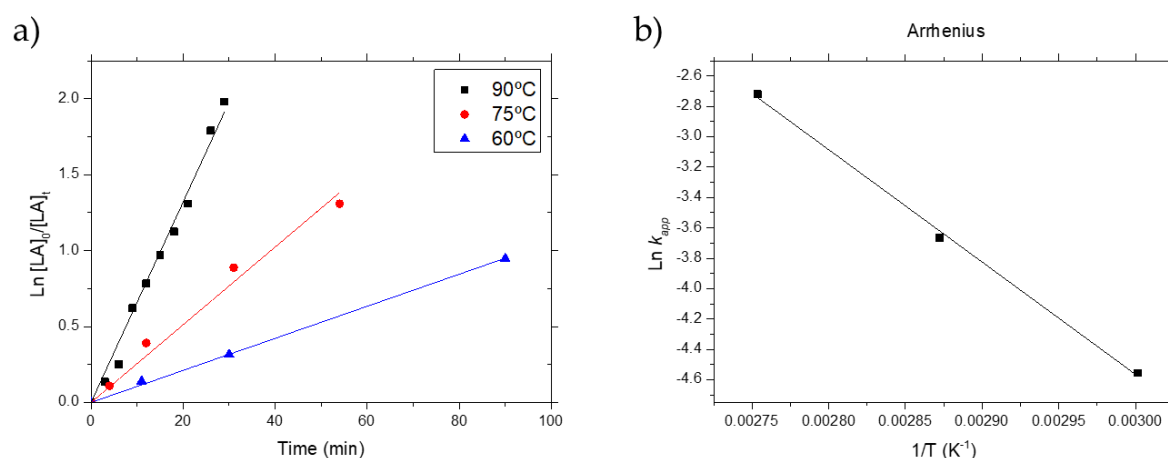 a)
Ln [LA]0/[LA]t
2.0
1.5
1.0
0.5
0.0
0 20 40 60 80 100
Time (min)
90ºC
75ºC
60ºC
b)
Arrhenius
Ln kapp
-2.6
-2.8
-3.0
-3.2
-3.4
-3.6
-3.8
-4.0
-4.2
-4.4
-4.6
0.00275 0.00280 0.00285 0.00290 0.00295 0.00300
1/T (K-1)